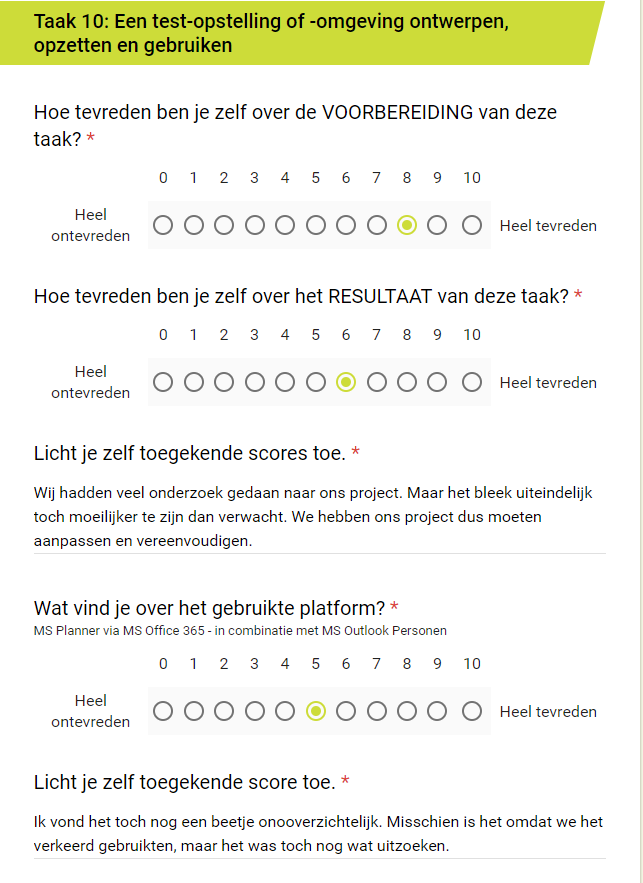 Taak 10: Een test-opstelling of -omgeving ontwerpen,
opzetten en gebruiken
Hoe tevreden ben je zelf over de VOORBEREIDING van deze
taak? *
0 1 2 3 4 5 6 7 8 9 10
Heel
ontevreden
Heel tevreden
Hoe tevreden ben je zelf over het RESULTAAT van deze taak? *
0 1 2 3 4 5 6 7 8 9 10
Heel
ontevreden
Heel tevreden
Licht je zelf toegekende scores toe. *
Wij hadden veel onderzoek gedaan naar ons project. Maar het bleek uiteindelijk
toch moeilijker te zijn dan verwacht. We hebben ons project dus moeten
aanpassen en vereenvoudigen.
Wat vind je over het gebruikte platform? *
MS Planner via MS Office 365 - in combinatie met MS Outlook Personen
0 1 2 3 4 5 6 7 8 9 10
Heel
ontevreden
Heel tevreden
Licht je zelf toegekende score toe. *
Ik vond het toch nog een beetje onooverzichtelijk. Misschien is het omdat we het
verkeerd gebruikten, maar het was toch nog wat uitzoeken.